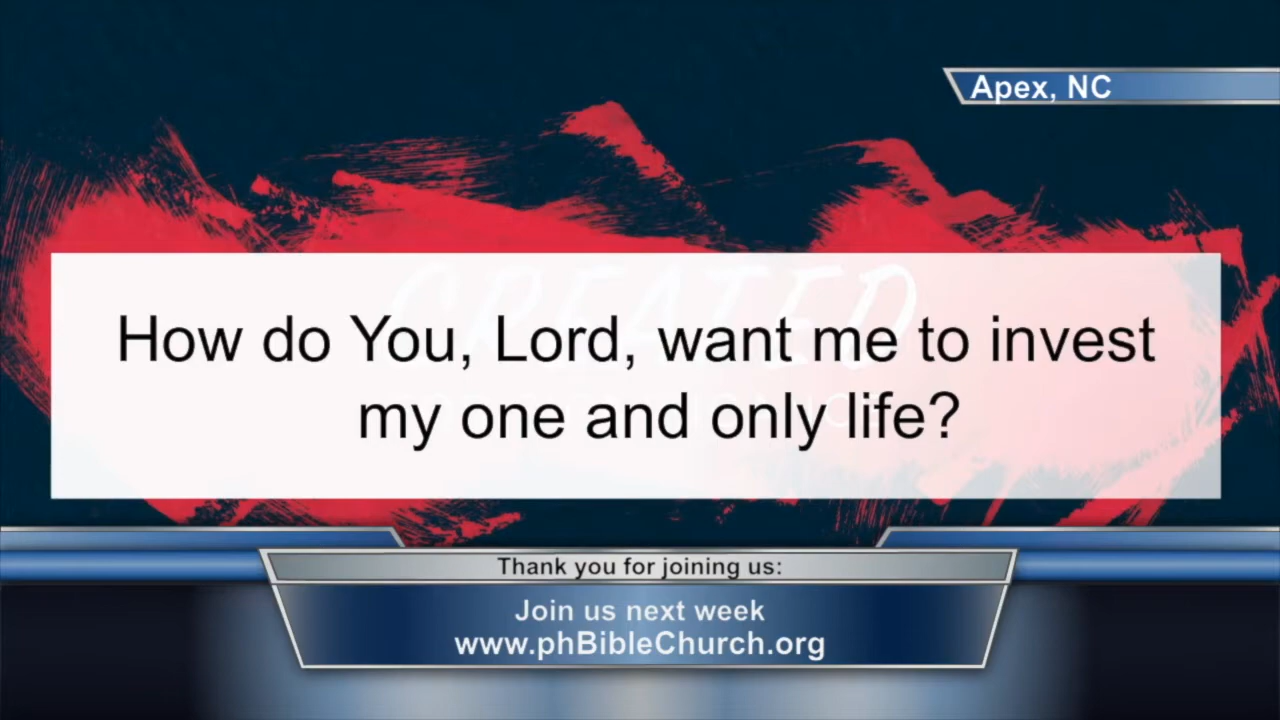 Apex, NC
CREATED
How do You, Lord, want me to invest
my one and only life?
Thank you for joining us:
Join us next week
www.phBibleChurch.org